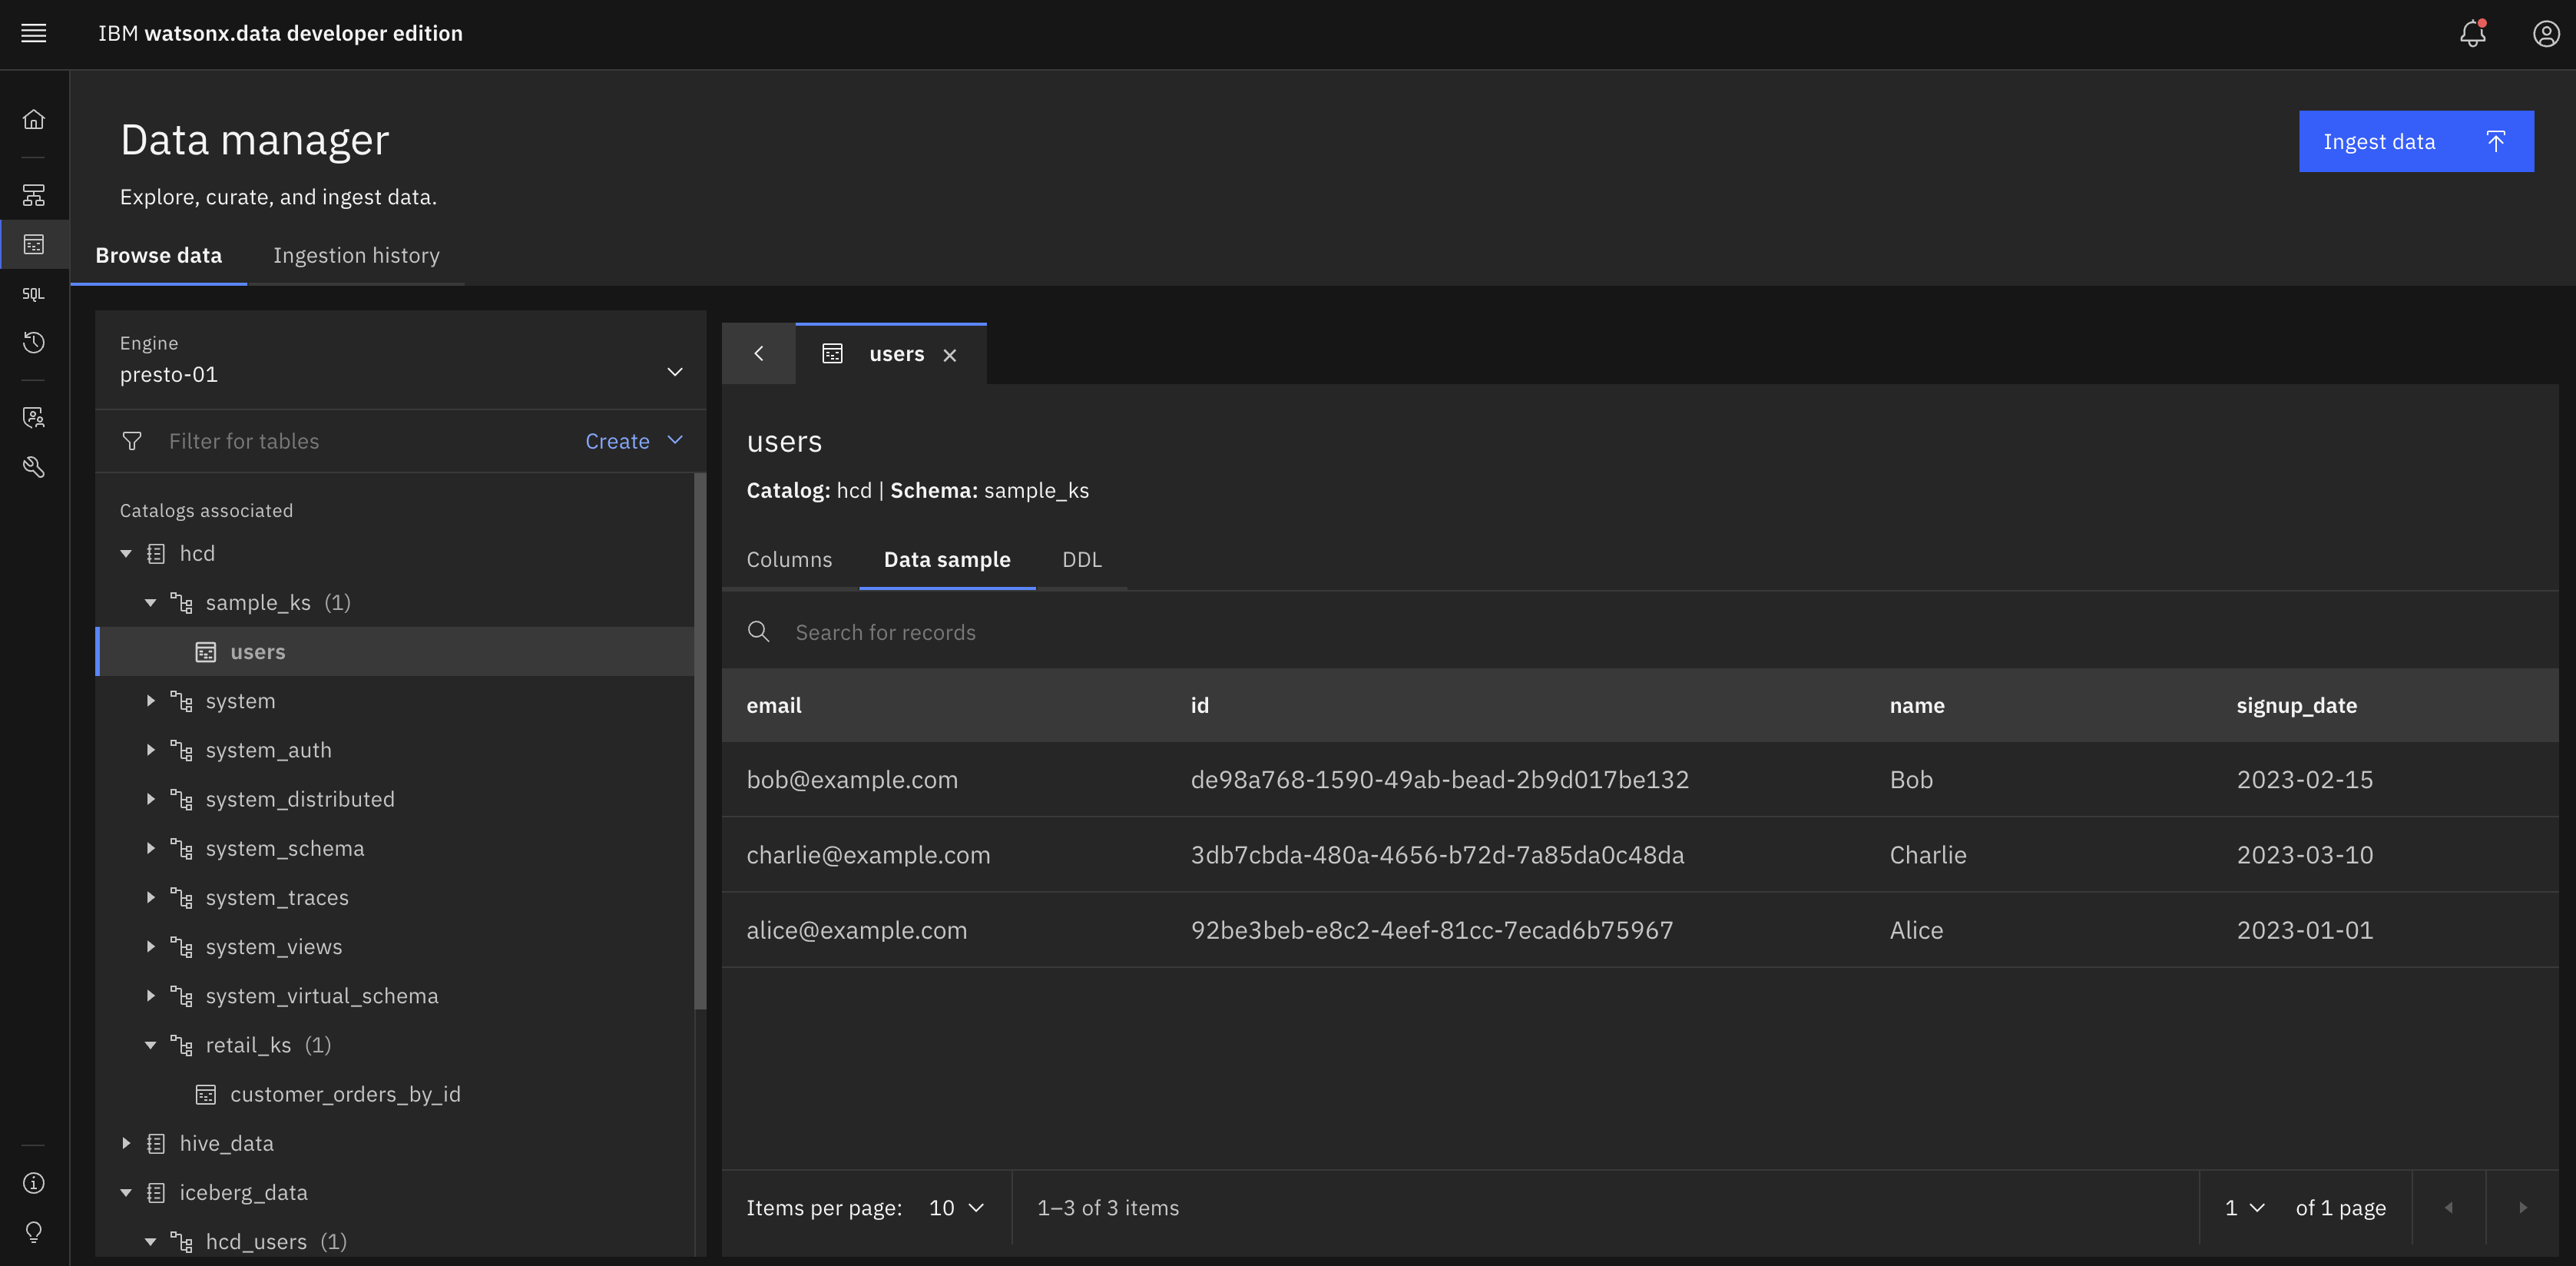 IBM watsonx.data developer edition
Data manager
Explore, curate, and ingest data.
Ingest data
Browse data
Ingestion history
SQL
Engine
presto-01
Filter for tables
Create
Catalogs associated
hcd
sample_ks (1)
users
system
system_auth
system_distributed
system_schema
system_traces
system_views
system_virtual_schema
retail_ks (1)
customer_orders_by_id
hive_data
iceberg_data
hcd_users (1)
users
users
Catalog: hcd | Schema: sample_ks
Columns
Data sample
DDL
Search for records
email id name signup_date
bob@example.com de98a768-1590-49ab-bead-2b9d017be132 Bob 2023-02-15
charlie@example.com 3db7cbda-480a-4656-b72d-7a85da0c48da Charlie 2023-03-10
alice@example.com 92be3beb-e8c2-4eef-81cc-7ecad6b75967 Alice 2023-01-01
Items per page: 10
1–3 of 3 items
1 of 1 page